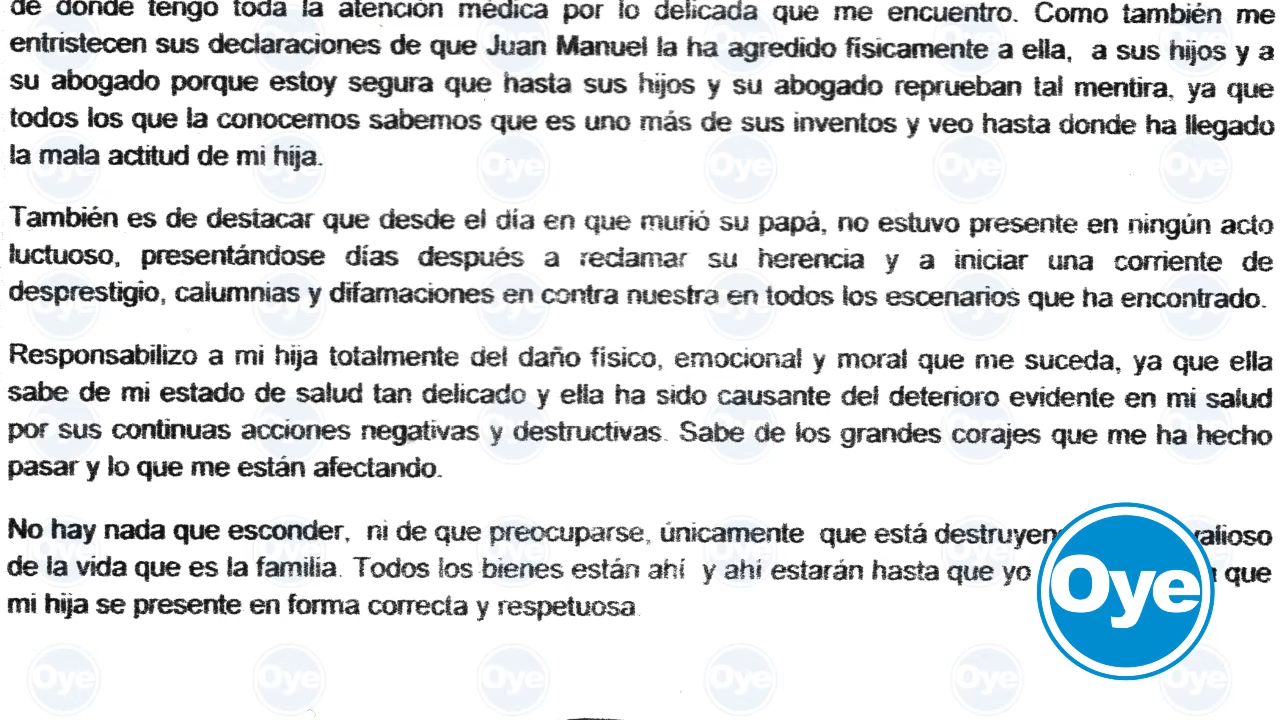 de donde tengo toda la atención médica por lo delicada que me encuentro. Como también me
entristecen sus declaraciones de que Juan Manuel la ha agredido físicamente a ella, a sus hijos y a
su abogado porque estoy segura que hasta sus hijos y su abogado reprueban tal mentira, ya que
todos los que la conocemos sabemos que es uno más de sus inventos y veo hasta donde ha llegado
la mala actitud de mi hija.
También es de destacar que desde el día en que murió su papá, no estuvo presente en ningún acto
luctuoso, presentándose días después a reclamar su herencia y a iniciar una corriente de
desprestigio, calumnias y difamaciones en contra nuestra en todos los escenarios que ha encontrado.
Responsabilizo a mi hija totalmente del daño físico, emocional y moral que me suceda, ya que ella
sabe de mi estado de salud tan delicado y ella ha sido causante del deterioro evidente en mi salud
por sus continuas acciones negativas y destructivas. Sabe de los grandes corajes que me ha hecho
pasar y lo que me están afectando.
No hay nada que esconder, ni de que preocuparse, únicamente que está
de la vida que es la familia. Todos los bienes están ahí y ahí estarán hasta que yo que
mi hija se presente en forma correcta y respetuosa.
Oye